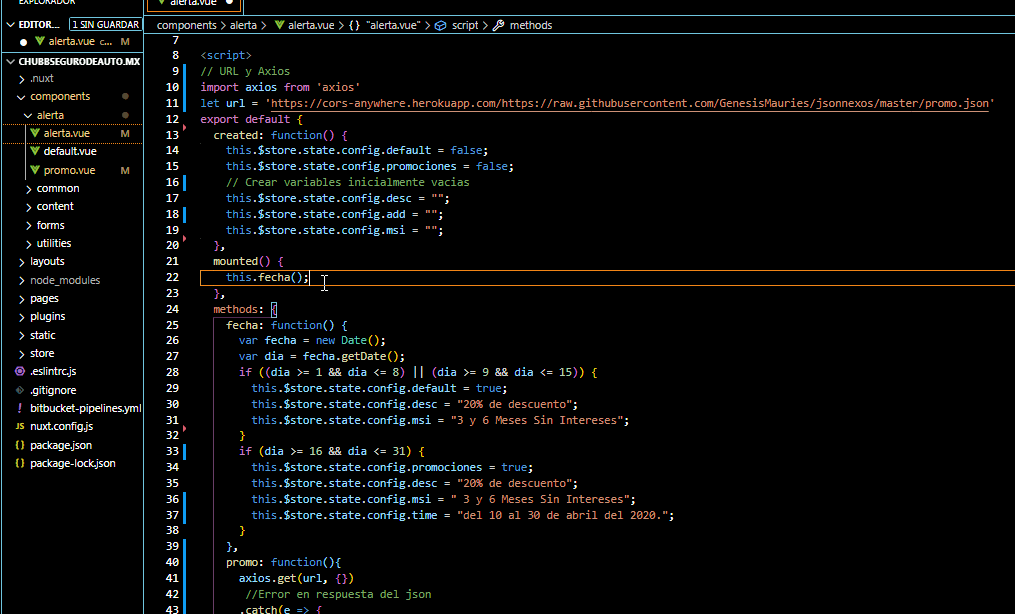 EXPLORADOR
alerta.vue
EDITOR... 1 SIN GUARDAR
alerta.vue c... M
CHUBBSEGURODEAUTO.MX
.nuxt
components
alerta
alerta.vue M
default.vue
promo.vue M
common
content
forms
utilities
layouts
node_modules
pages
plugins
static
store
.eslintrc.js
.gitignore
bitbucket-pipelines.yml
nuxt.config.js
package.json
package-lock.json
components > alerta > alerta.vue > {} "alerta.vue" > script > methods
7
8 <script>
9 // URL y Axios
10 import axios from 'axios'
11 let url = 'https://cors-anywhere.herokuapp.com/https://raw.githubusercontent.com/GenesisMauries/jsonnexos/master/promo.json'
12 export default {
13 created: function() {
14 this.$store.state.config.default = false;
15 this.$store.state.config.promociones = false;
16 // Crear variables inicialmente vacías
17 this.$store.state.config.desc = "";
18 this.$store.state.config.add = "";
19 this.$store.state.config.msi = "";
20 },
21 mounted() {
22 this.fecha();
23 },
24 methods: {
25 fecha: function() {
26 var fecha = new Date();
27 var dia = fecha.getDate();
28 if ((dia >= 1 && dia <= 8) || (dia >= 9 && dia <= 15)) {
29 this.$store.state.config.default = true;
30 this.$store.state.config.desc = "20% de descuento";
31 this.$store.state.config.msi = "3 y 6 Meses Sin Intereses";
32 }
33 if (dia >= 16 && dia <= 31) {
34 this.$store.state.config.promociones = true;
35 this.$store.state.config.desc = "20% de descuento";
36 this.$store.state.config.msi = " 3 y 6 Meses Sin Intereses";
37 this.$store.state.config.time = "del 10 al 30 de abril del 2020.";
38 }
39 },
40 promo: function(){
41 axios.get(url, {})
42 //Error en respuesta del json
43 .catch(e => {